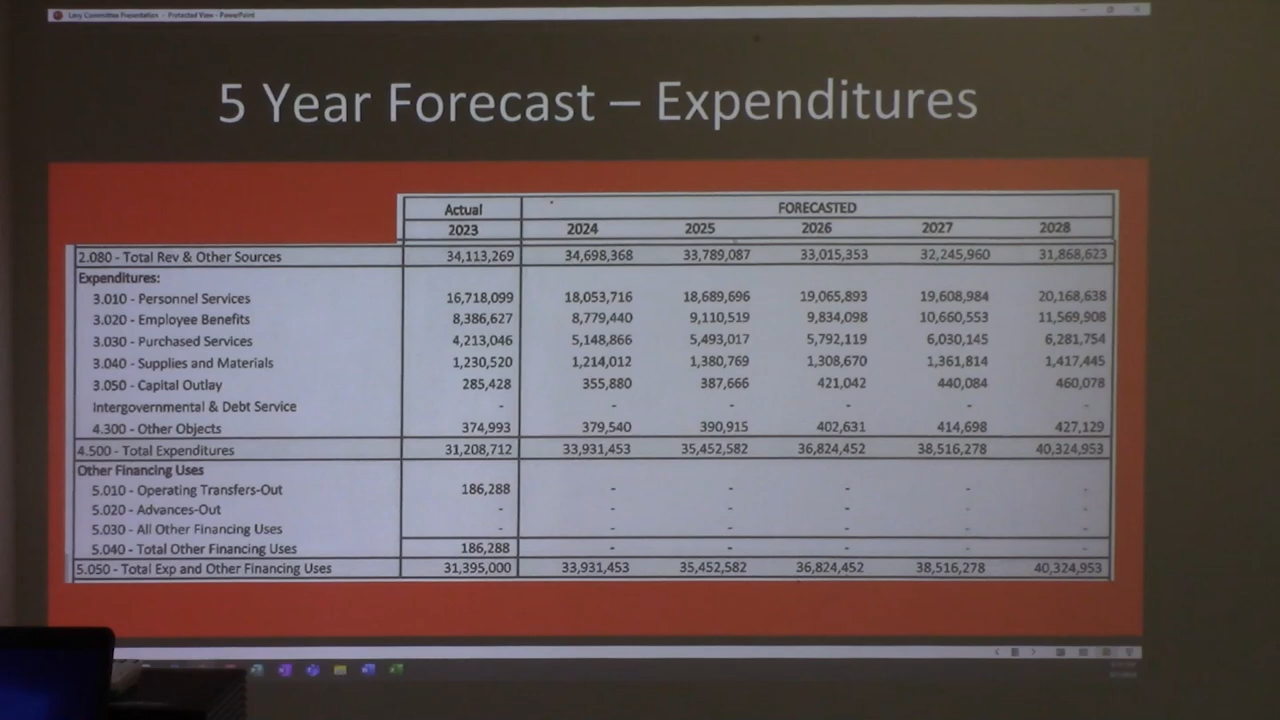 Levy Committee Presentation - Protected View - PowerPoint
5 Year Forecast – Expenditures
Actual FORECASTED
2023 2024 2025 2026 2027 2028
2.080 - Total Rev & Other Sources 34,113,269 34,698,368 33,789,087 33,015,353 32,245,960 31,868,623
Expenditures:
3.010 - Personnel Services 16,718,099 18,053,716 18,689,696 19,065,893 19,608,984 20,168,638
3.020 - Employee Benefits 8,386,627 8,779,440 9,110,519 9,834,098 10,660,553 11,569,908
3.030 - Purchased Services 4,213,046 5,148,866 5,493,017 5,792,119 6,030,145 6,281,754
3.040 - Supplies and Materials 1,230,520 1,214,012 1,380,769 1,308,670 1,361,814 1,417,445
3.050 - Capital Outlay 285,428 355,880 387,666 421,042 440,084 460,078
Intergovernmental & Debt Service - - - - - -
4.300 - Other Objects 374,993 379,540 390,915 402,631 414,698 427,129
4.500 - Total Expenditures 31,208,712 33,931,453 35,452,582 36,824,452 38,516,278 40,324,953
Other Financing Uses
5.010 - Operating Transfers-Out 186,288 - - - - -
5.020 - Advances-Out - - - - - -
5.030 - All Other Financing Uses - - - - - -
5.040 - Total Other Financing Uses 186,288 - - - - -
5.050 - Total Exp and Other Financing Uses 31,395,000 33,931,453 35,452,582 36,824,452 38,516,278 40,324,953